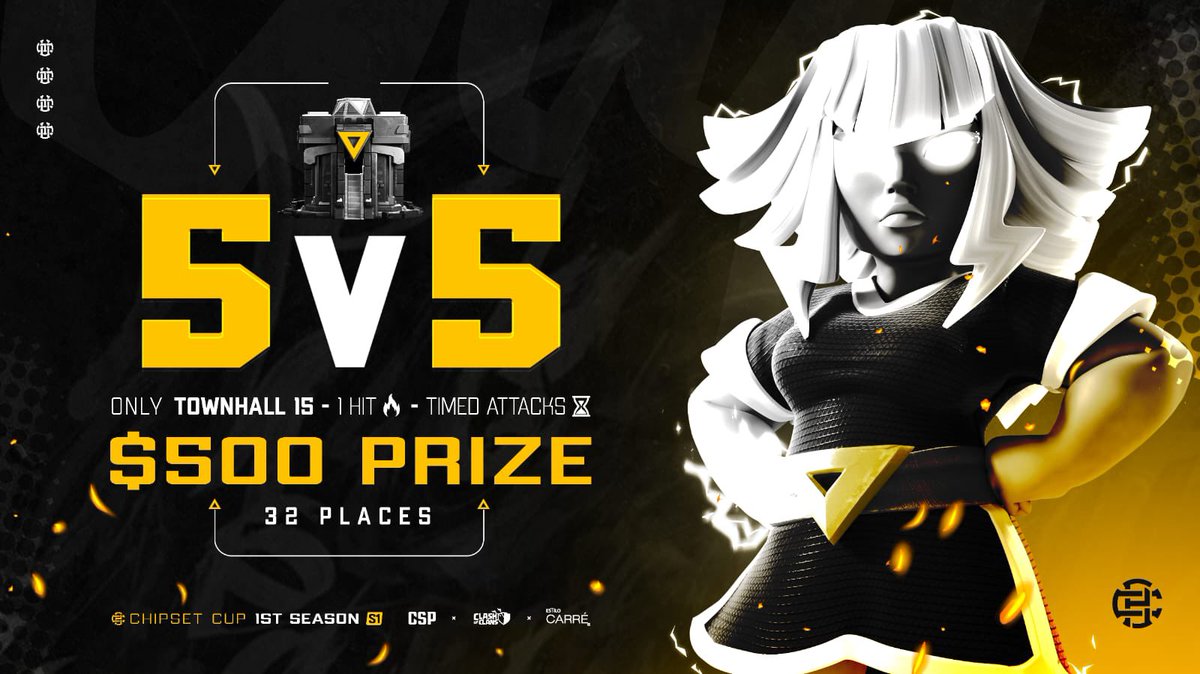 5v5
ONLY TOWNHALL 15 - 1 HIT - TIMED ATTACKS
$500 PRIZE
32 PLACES
CHIPSET CUP 1ST SEASON S1 CSP × CLASH OF CLANS × ESTILO CARRÉ